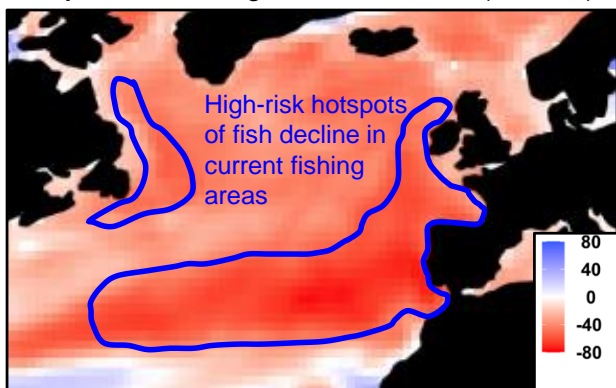 High-risk hotspots
of fish decline in
current fishing
areas
80
40
0
-40
-80